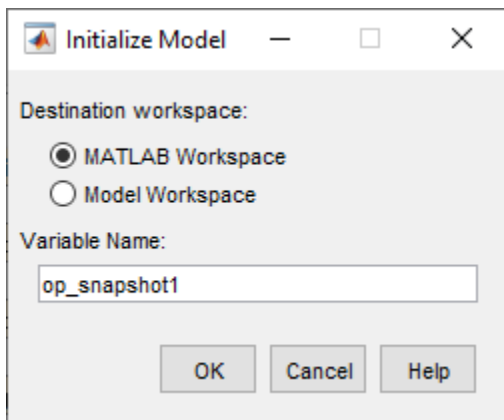 Initialize Model
Destination workspace:
MATLAB Workspace
Model Workspace
Variable Name:
op_snapshot1
OK Cancel Help